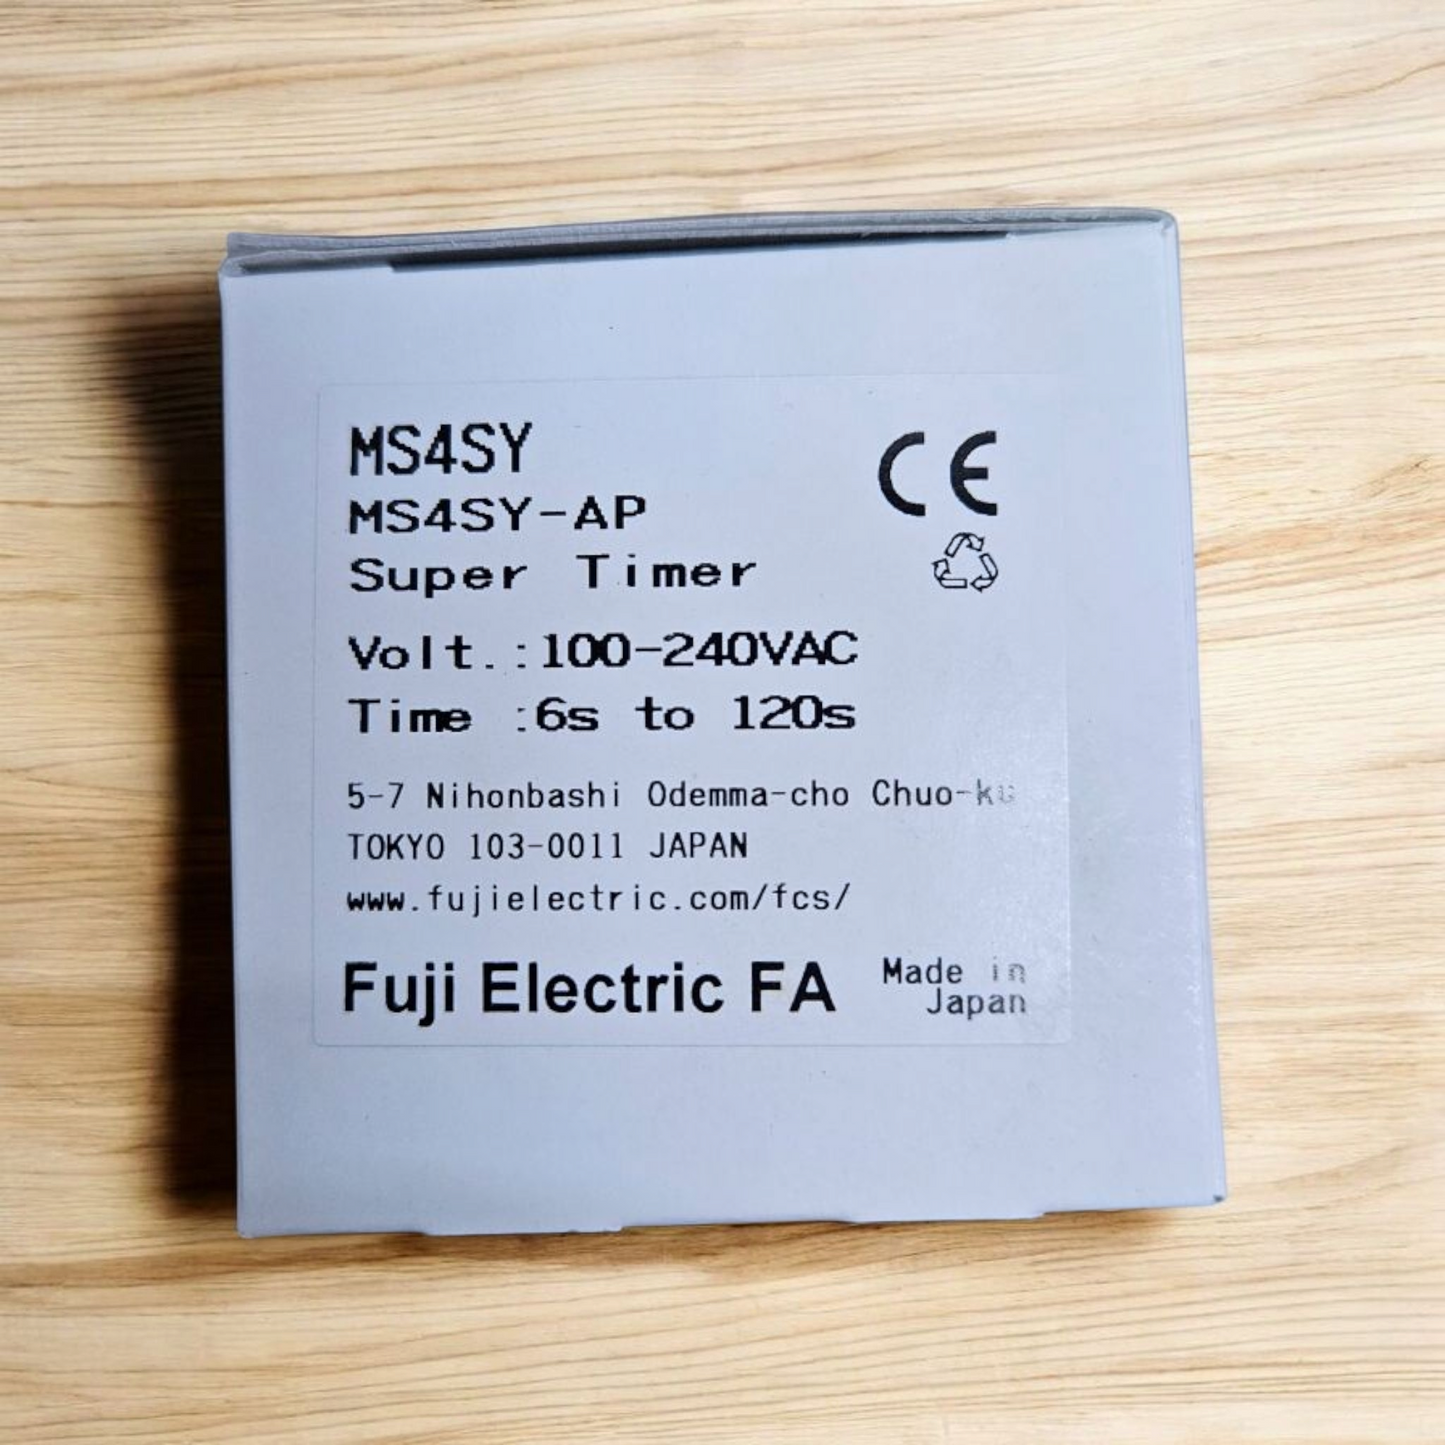 MS4SY
CE
MS4SY-AP
Super Timer
Volt.:100-240VAC
Time :6s to 120s
5-7 Nihonbashi Odemma-cho Chuo-ku
TOKYO 103-0011 JAPAN
www.fujielectric.com/fcs/
Fuji Electric FA
Made in
Japan